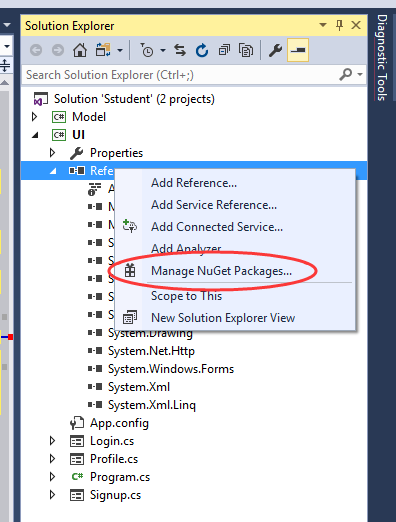 Solution Explorer
Search Solution Explorer (Ctrl+;)
Solution 'Sstudent' (2 projects)
C# Model
C# UI
Properties
Refe
Add Reference...
Add Service Reference...
Add Connected Service...
Add Analyzer
Manage NuGet Packages...
Scope to This
New Solution Explorer View
System.Drawing
System.Net.Http
System.Windows.Forms
System.Xml
System.Xml.Linq
App.config
Login.cs
Profile.cs
C# Program.cs
Signup.cs
Diagnostic Tools